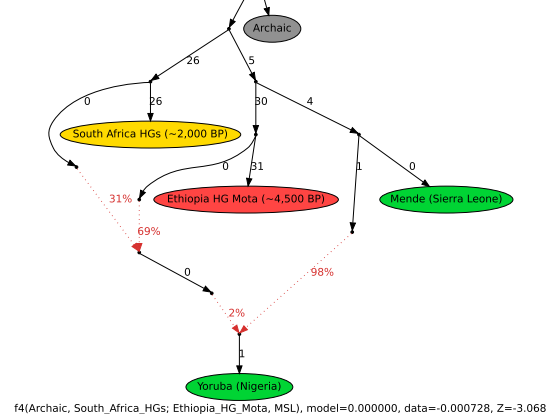 Archaic
26
5
0
26
30
4
South Africa HGs (~2,000 BP)
0
31
1
0
31%
Ethiopia HG Mota (~4,500 BP)
Mende (Sierra Leone)
69%
0
98%
2%
1
Yoruba (Nigeria)
f4(Archaic, South_Africa_HGs; Ethiopia_HG_Mota, MSL), model=0.000000, data=-0.000728, Z=-3.068